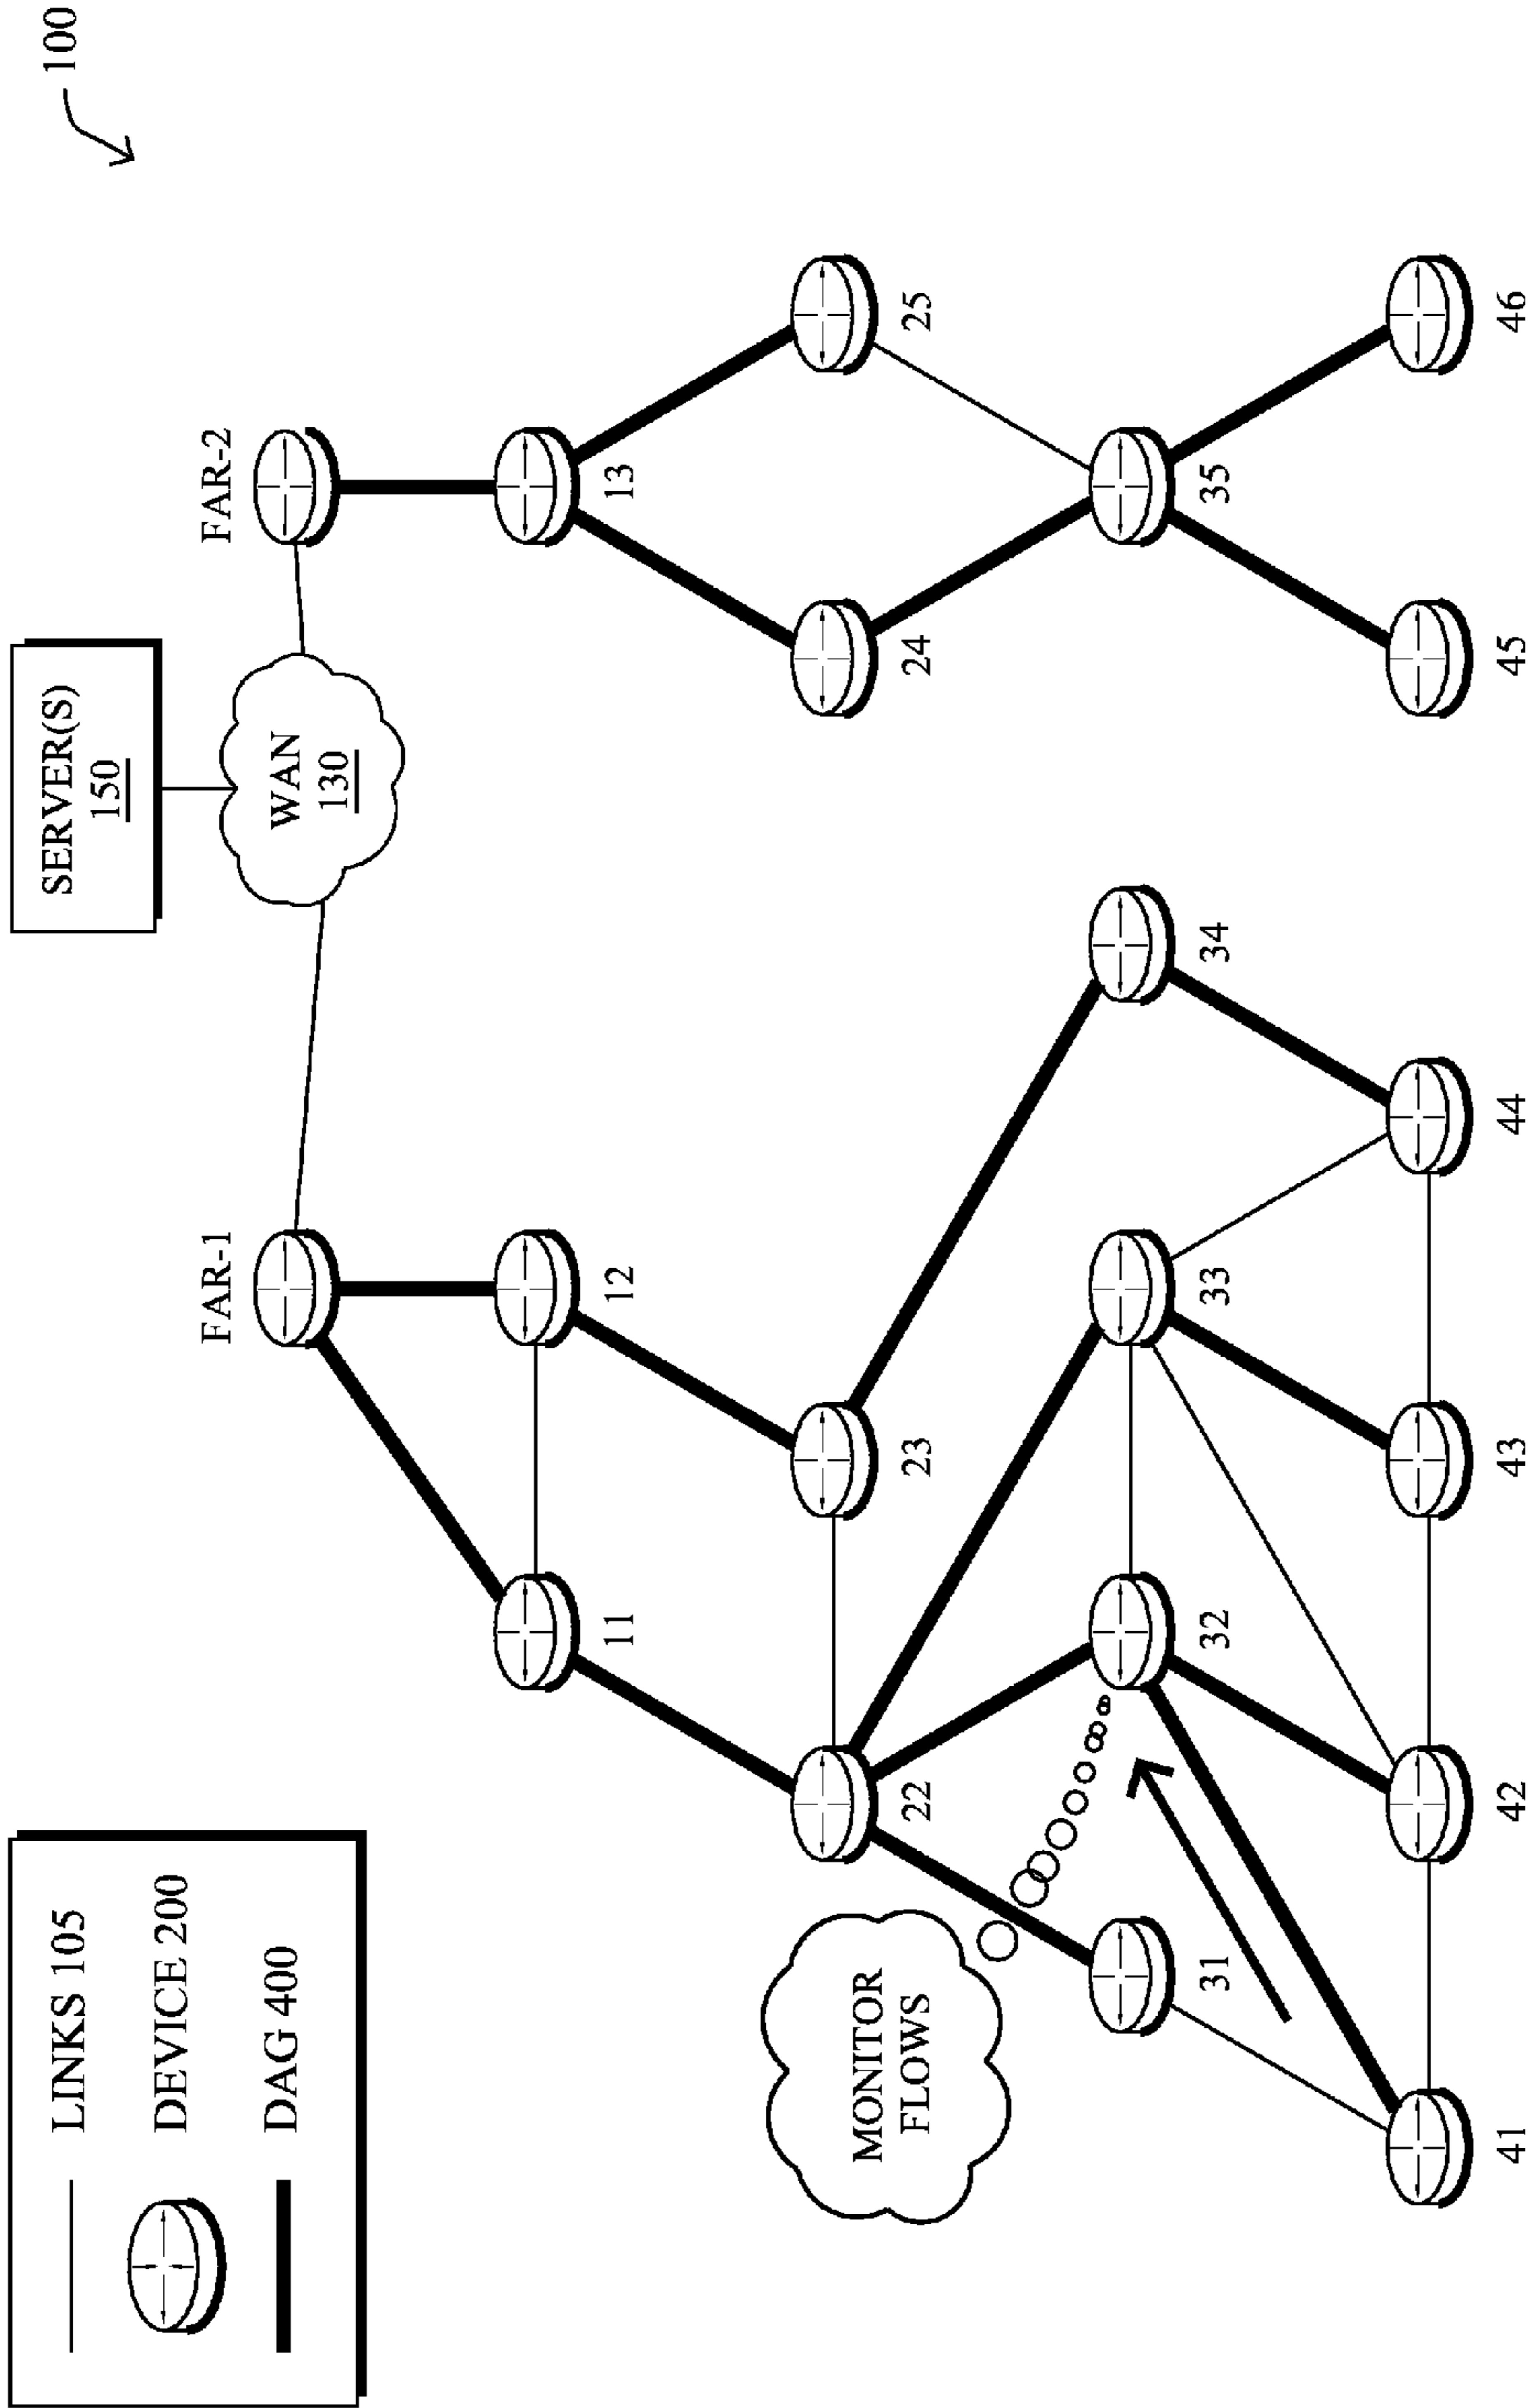 LINKS 105
DEVICE 200
DAG 400
SERVER(S)
150
100
WAN
130
FAR-1
FAR-2
11
12
13
MONITOR
FLOWS
22
23
24
25
31
32
33
34
35
41
42
43
44
45
46